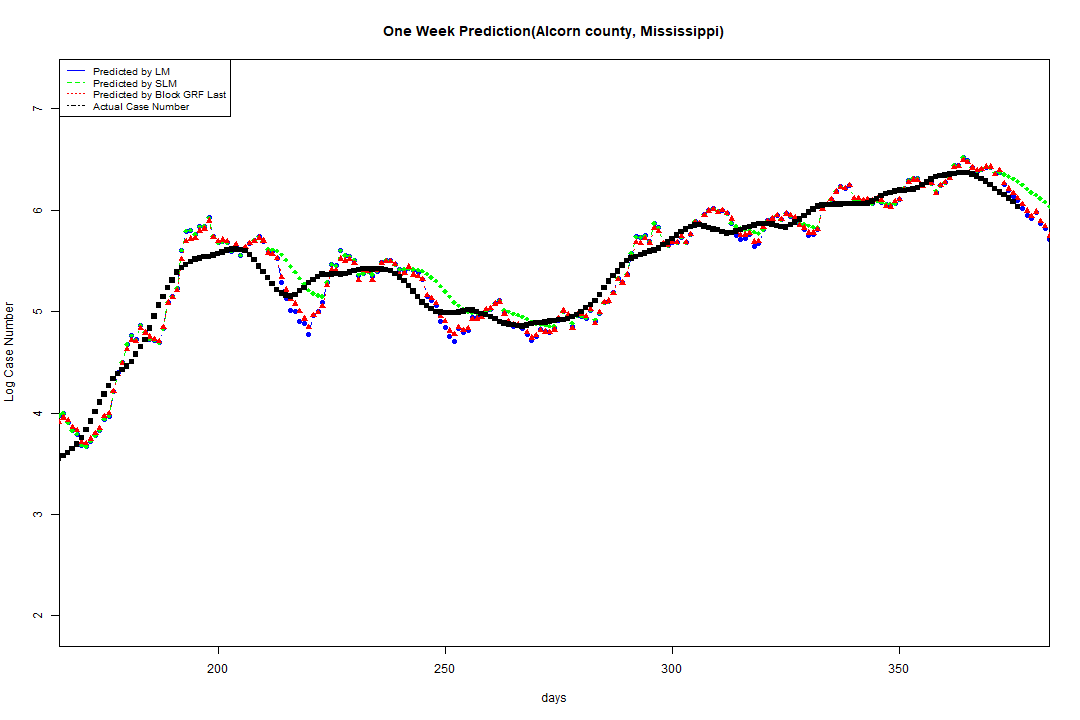 One Week Prediction(Alcorn county, Mississippi)
Predicted by LM
Predicted by SLM
Predicted by Block GRF Last
Actual Case Number
7
6
5
4
3
2
Log Case Number
200 250 300 350
days